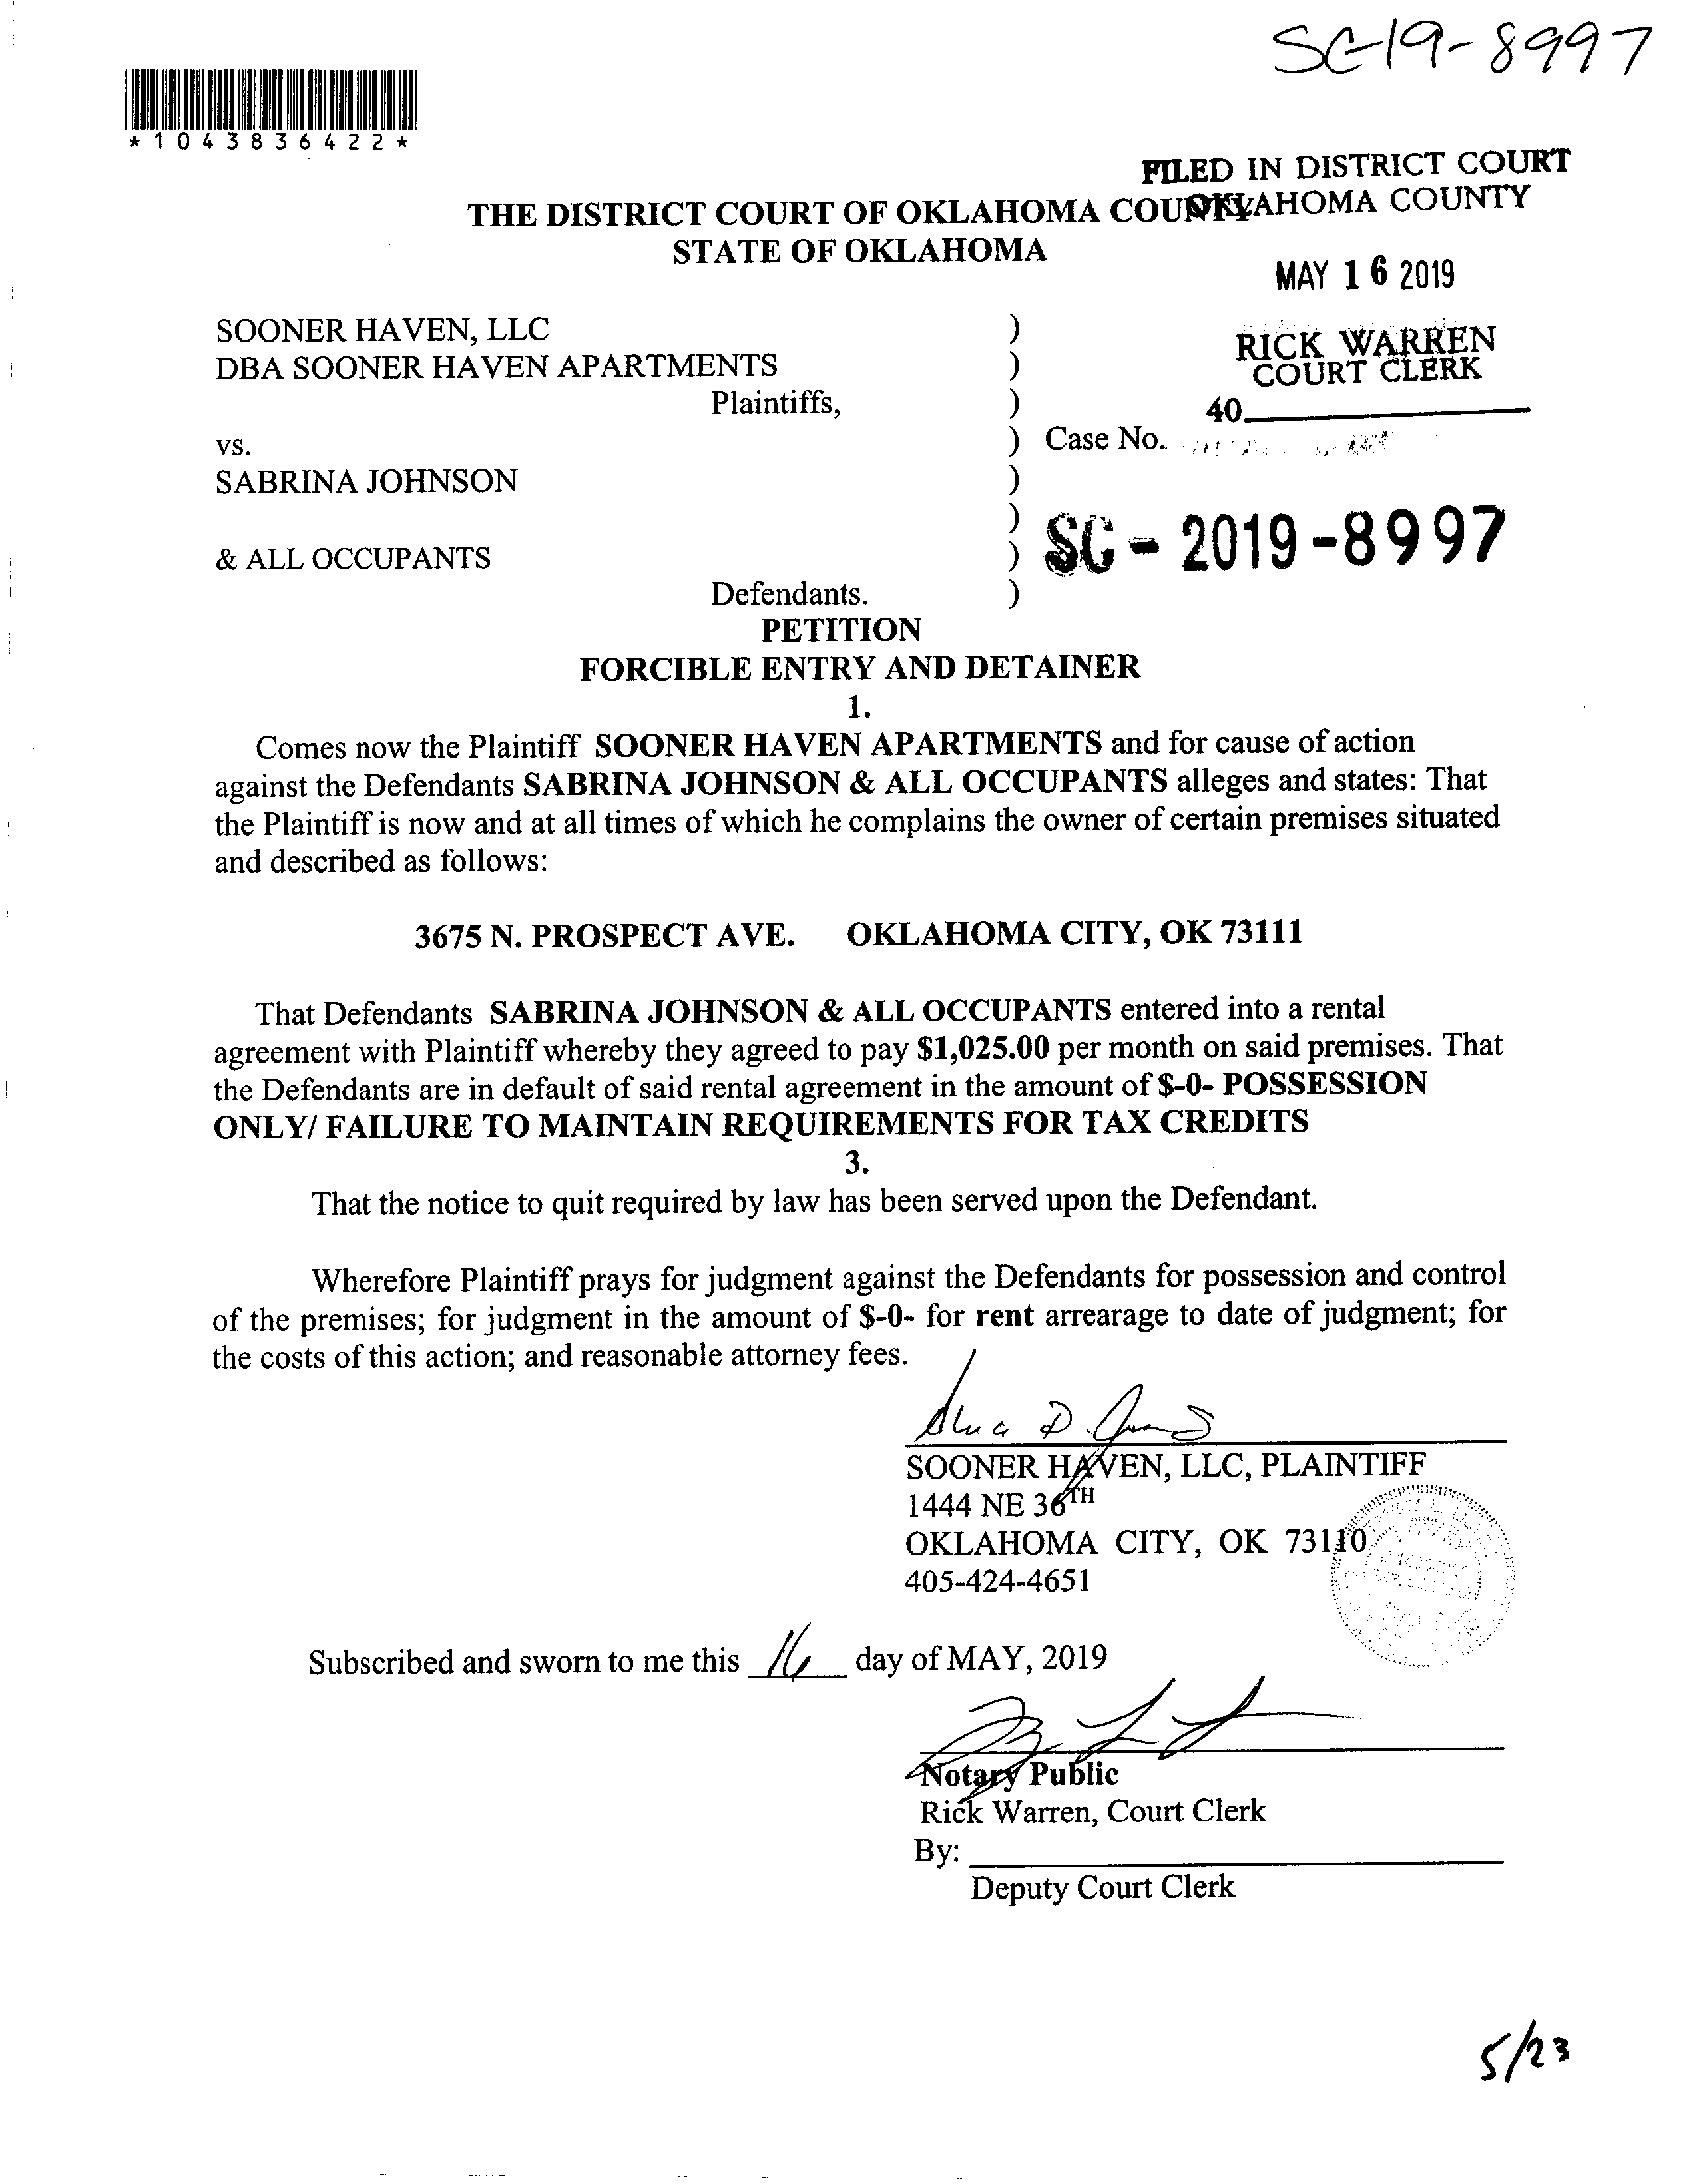 SC-19-8997
*1043836422*
FILED IN DISTRICT COURT
OKLAHOMA COUNTY
THE DISTRICT COURT OF OKLAHOMA COUNTY
STATE OF OKLAHOMA
MAY 16 2019
SOONER HAVEN, LLC )
DBA SOONER HAVEN APARTMENTS )
Plaintiffs, )
RICK WARREN
COURT CLERK
40
vs. ) Case No.
SABRINA JOHNSON )
)
& ALL OCCUPANTS ) SC - 2019-8997
Defendants. )
PETITION
FORCIBLE ENTRY AND DETAINER
1.
Comes now the Plaintiff SOONER HAVEN APARTMENTS and for cause of action
against the Defendants SABRINA JOHNSON & ALL OCCUPANTS alleges and states: That
the Plaintiff is now and at all times of which he complains the owner of certain premises situated
and described as follows:
3675 N. PROSPECT AVE. OKLAHOMA CITY, OK 73111
That Defendants SABRINA JOHNSON & ALL OCCUPANTS entered into a rental
agreement with Plaintiff whereby they agreed to pay $1,025.00 per month on said premises. That
the Defendants are in default of said rental agreement in the amount of $-0- POSSESSION
ONLY/ FAILURE TO MAINTAIN REQUIREMENTS FOR TAX CREDITS
3.
That the notice to quit required by law has been served upon the Defendant.
Wherefore Plaintiff prays for judgment against the Defendants for possession and control
of the premises; for judgment in the amount of $-0- for rent arrearage to date of judgment; for
the costs of this action; and reasonable attorney fees.
SOONER HAVEN, LLC, PLAINTIFF
1444 NE 36TH
OKLAHOMA CITY, OK 73110
405-424-4651
Subscribed and sworn to me this 16 day of MAY, 2019
Notary Public
Rick Warren, Court Clerk
By:
Deputy Court Clerk
5/23